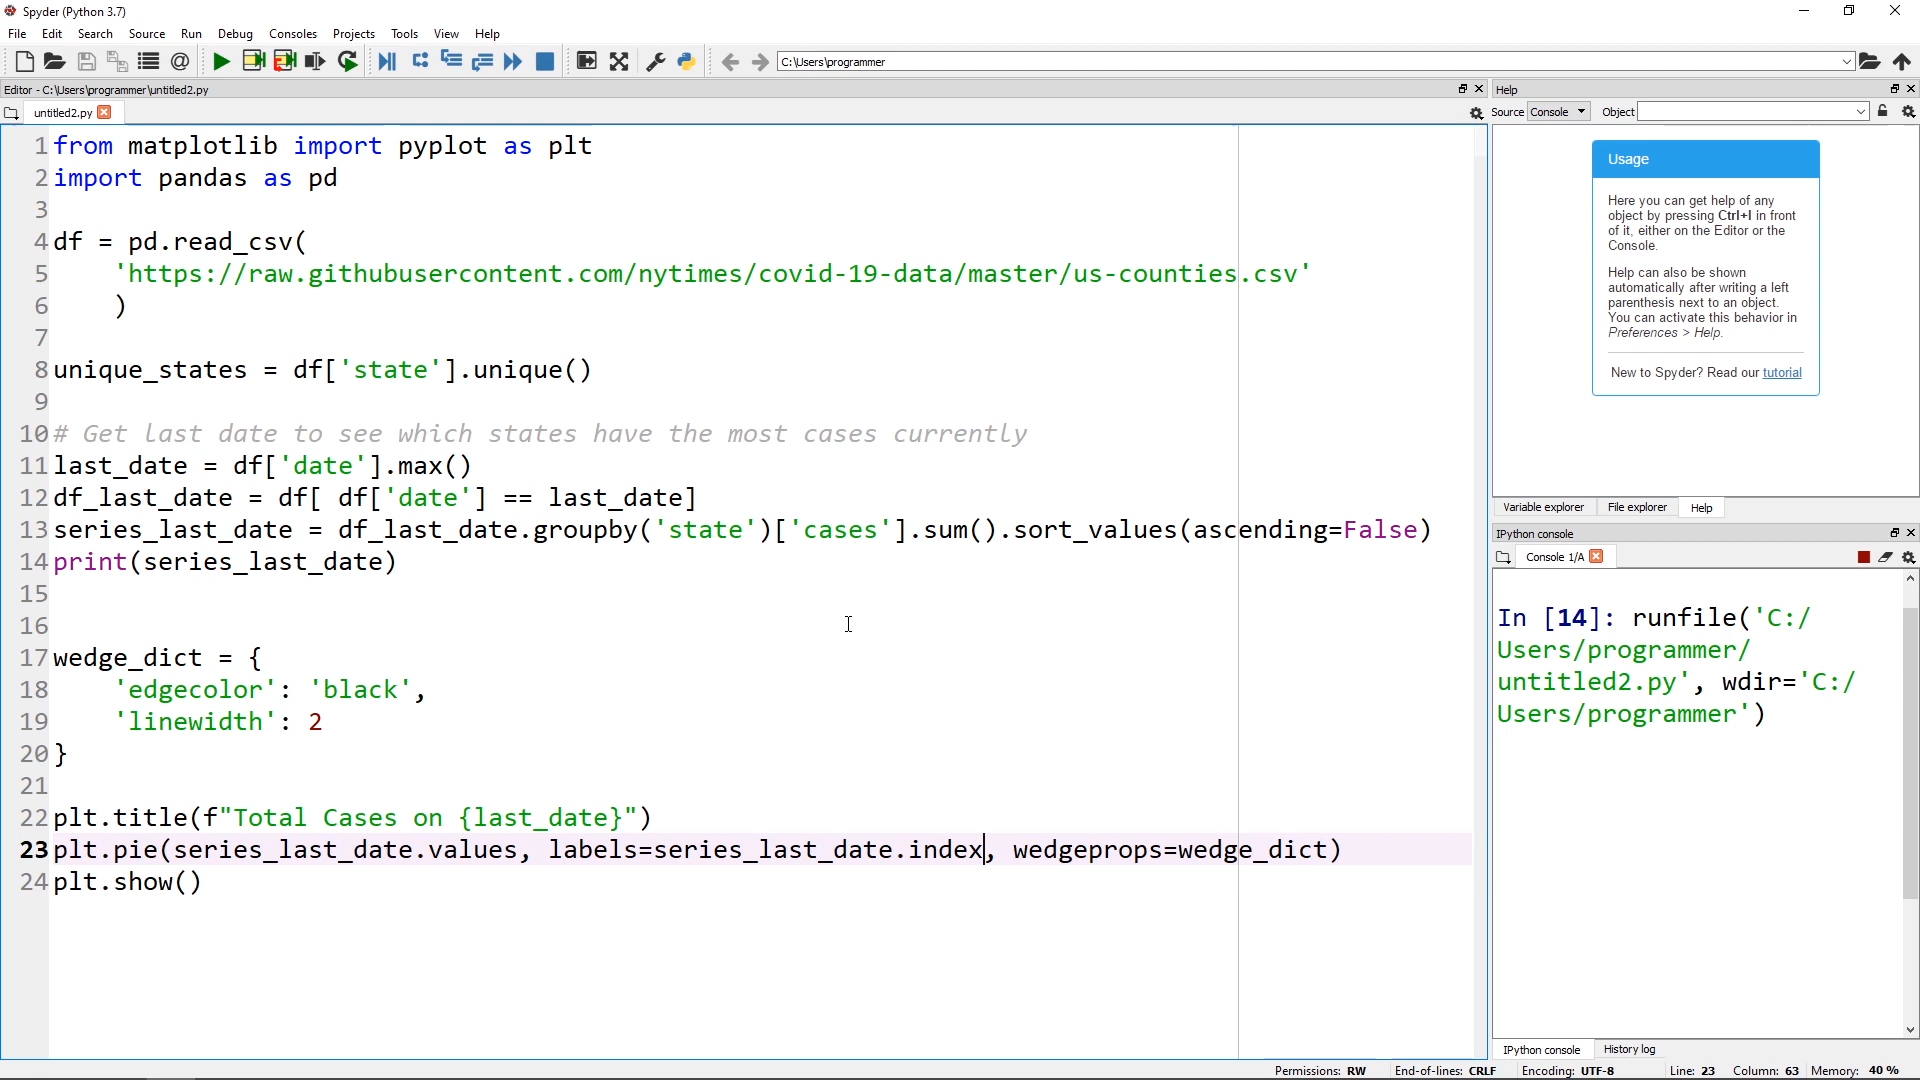 Spyder (Python 3.7)
File Edit Search Source Run Debug Consoles Projects Tools View Help
C:\Users\programmer
Editor - C:\Users\programmer\untitled2.py
untitled2.py
1 from matplotlib import pyplot as plt
2 import pandas as pd
3
4 df = pd.read_csv(
5     'https://raw.githubusercontent.com/nytimes/covid-19-data/master/us-counties.csv'
6     )
7
8 unique_states = df['state'].unique()
9
10 # Get last date to see which states have the most cases currently
11 last_date = df['date'].max()
12 df_last_date = df[ df['date'] == last_date]
13 series_last_date = df_last_date.groupby('state')['cases'].sum().sort_values(ascending=False)
14 print(series_last_date)
15
16
17 wedge_dict = {
18     'edgecolor': 'black',
19     'linewidth': 2
20 }
21
22 plt.title(f"Total Cases on {last_date}")
23 plt.pie(series_last_date.values, labels=series_last_date.index, wedgeprops=wedge_dict)
24 plt.show()
Help
Source Console Object
Usage
Here you can get help of any
object by pressing Ctrl+I in front
of it, either on the Editor or the
Console.
Help can also be shown
automatically after writing a left
parenthesis next to an object.
You can activate this behavior in
Preferences > Help.
New to Spyder? Read our tutorial
Variable explorer File explorer Help
IPython console
Console 1/A
In [14]: runfile('C:/
Users/programmer/
untitled2.py', wdir='C:/
Users/programmer')
IPython console History log
Permissions: RW End-of-lines: CRLF Encoding: UTF-8 Line: 23 Column: 63 Memory: 40 %